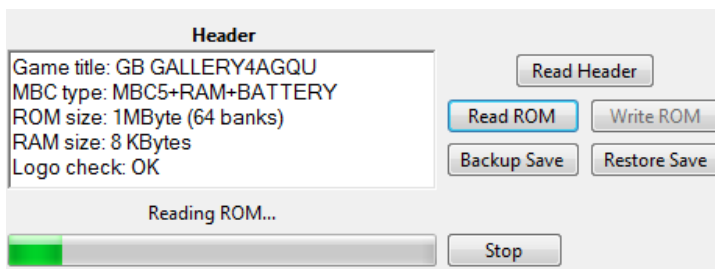 Header
Game title: GB GALLERY4AGQU
MBC type: MBC5+RAM+BATTERY
ROM size: 1MByte (64 banks)
RAM size: 8 KBytes
Logo check: OK
Read Header
Read ROM
Write ROM
Backup Save
Restore Save
Reading ROM...
Stop